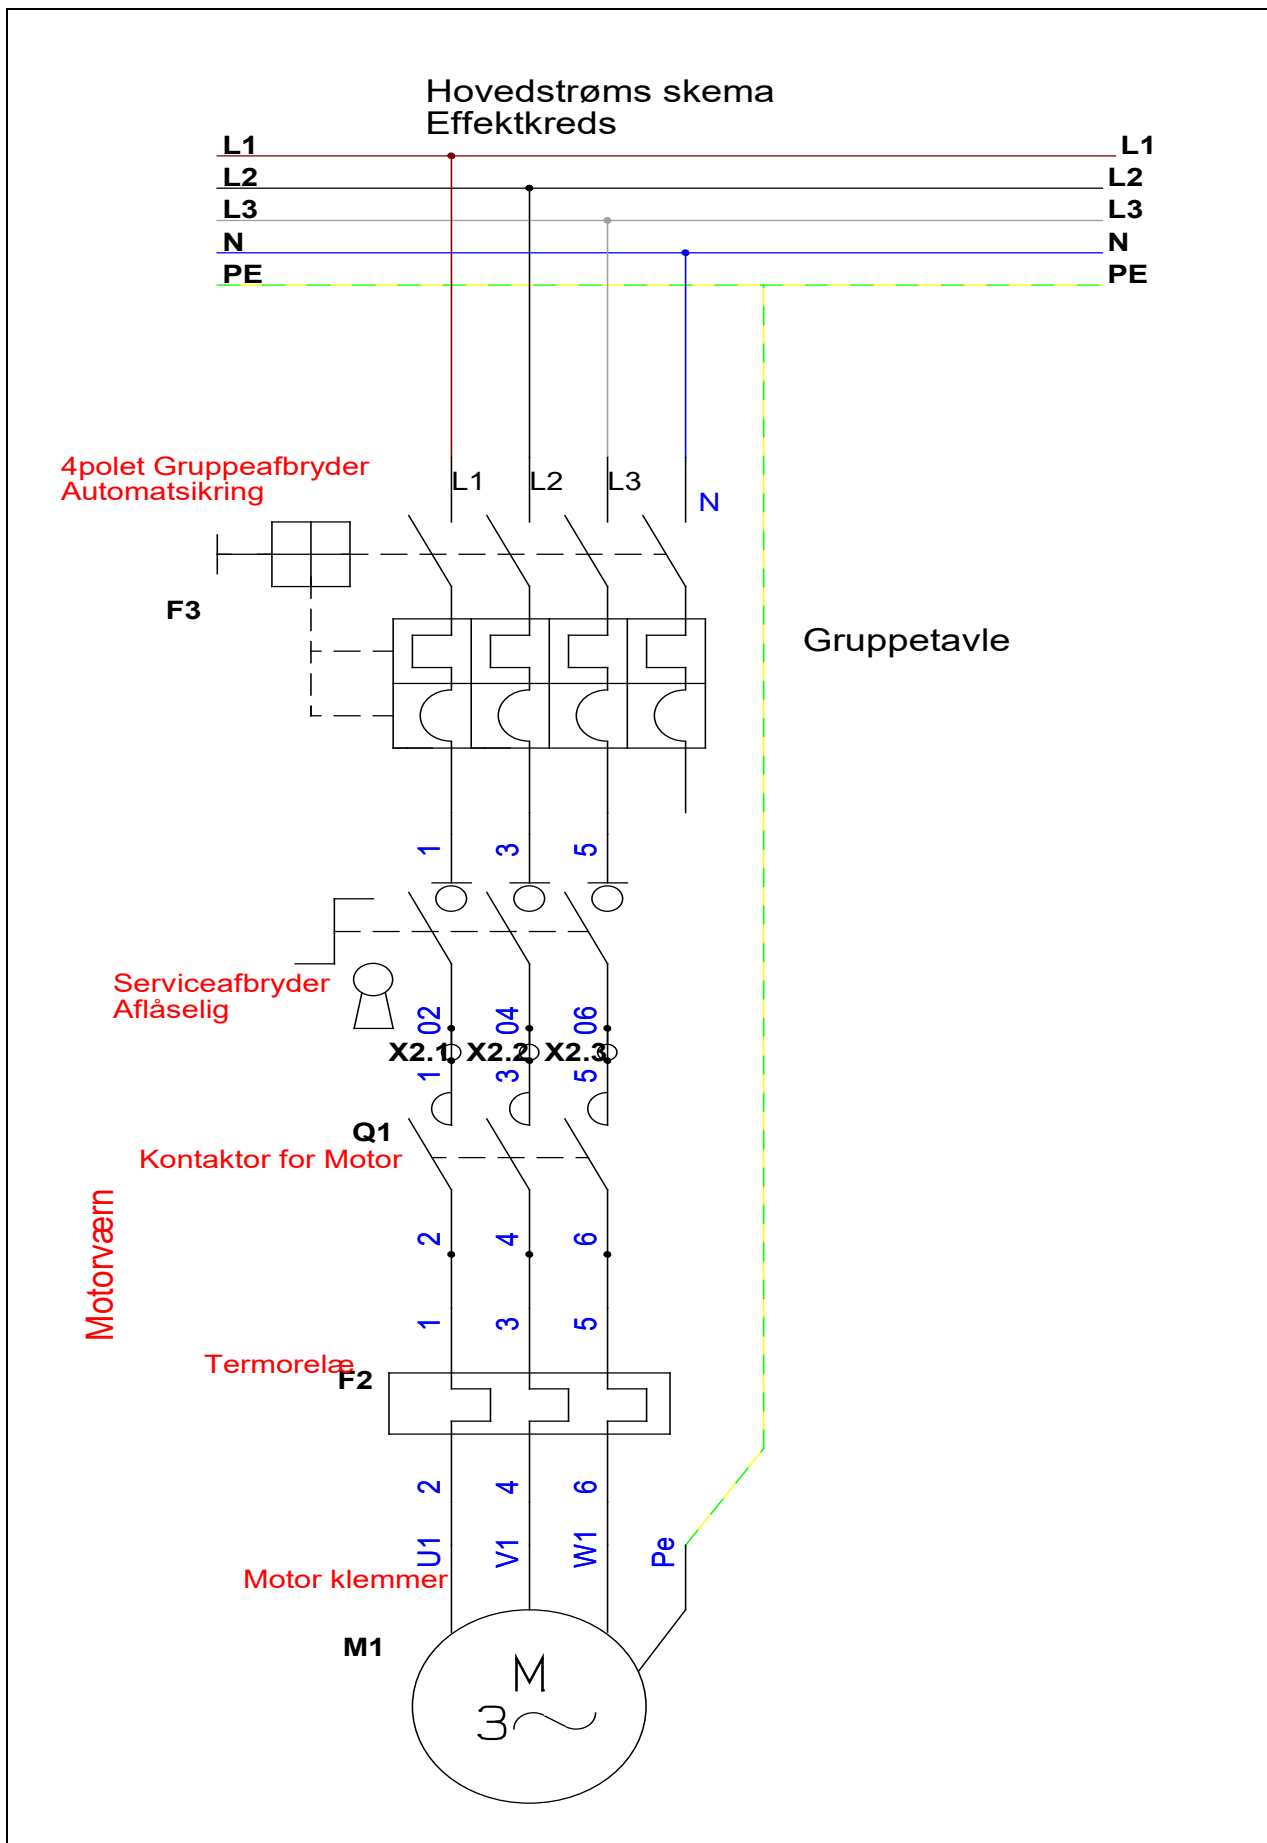 Hovedstrøms skema
Effektkreds
L1 L1
L2 L2
L3 L3
N N
PE PE
4polet Gruppeafbryder
Automatsikring
L1 L2 L3 N
F3
Gruppetavle
1 3 5
Serviceafbryder
Aflåselig
02 04 06
X2.1 X2.2 X2.3
1 3 5
Q1
Kontaktor for Motor
Motorværn
2 4 6
1 3 5
Termorelæ
F2
2 4 6
U1 V1 W1 Pe
Motor klemmer
M1
M
3~